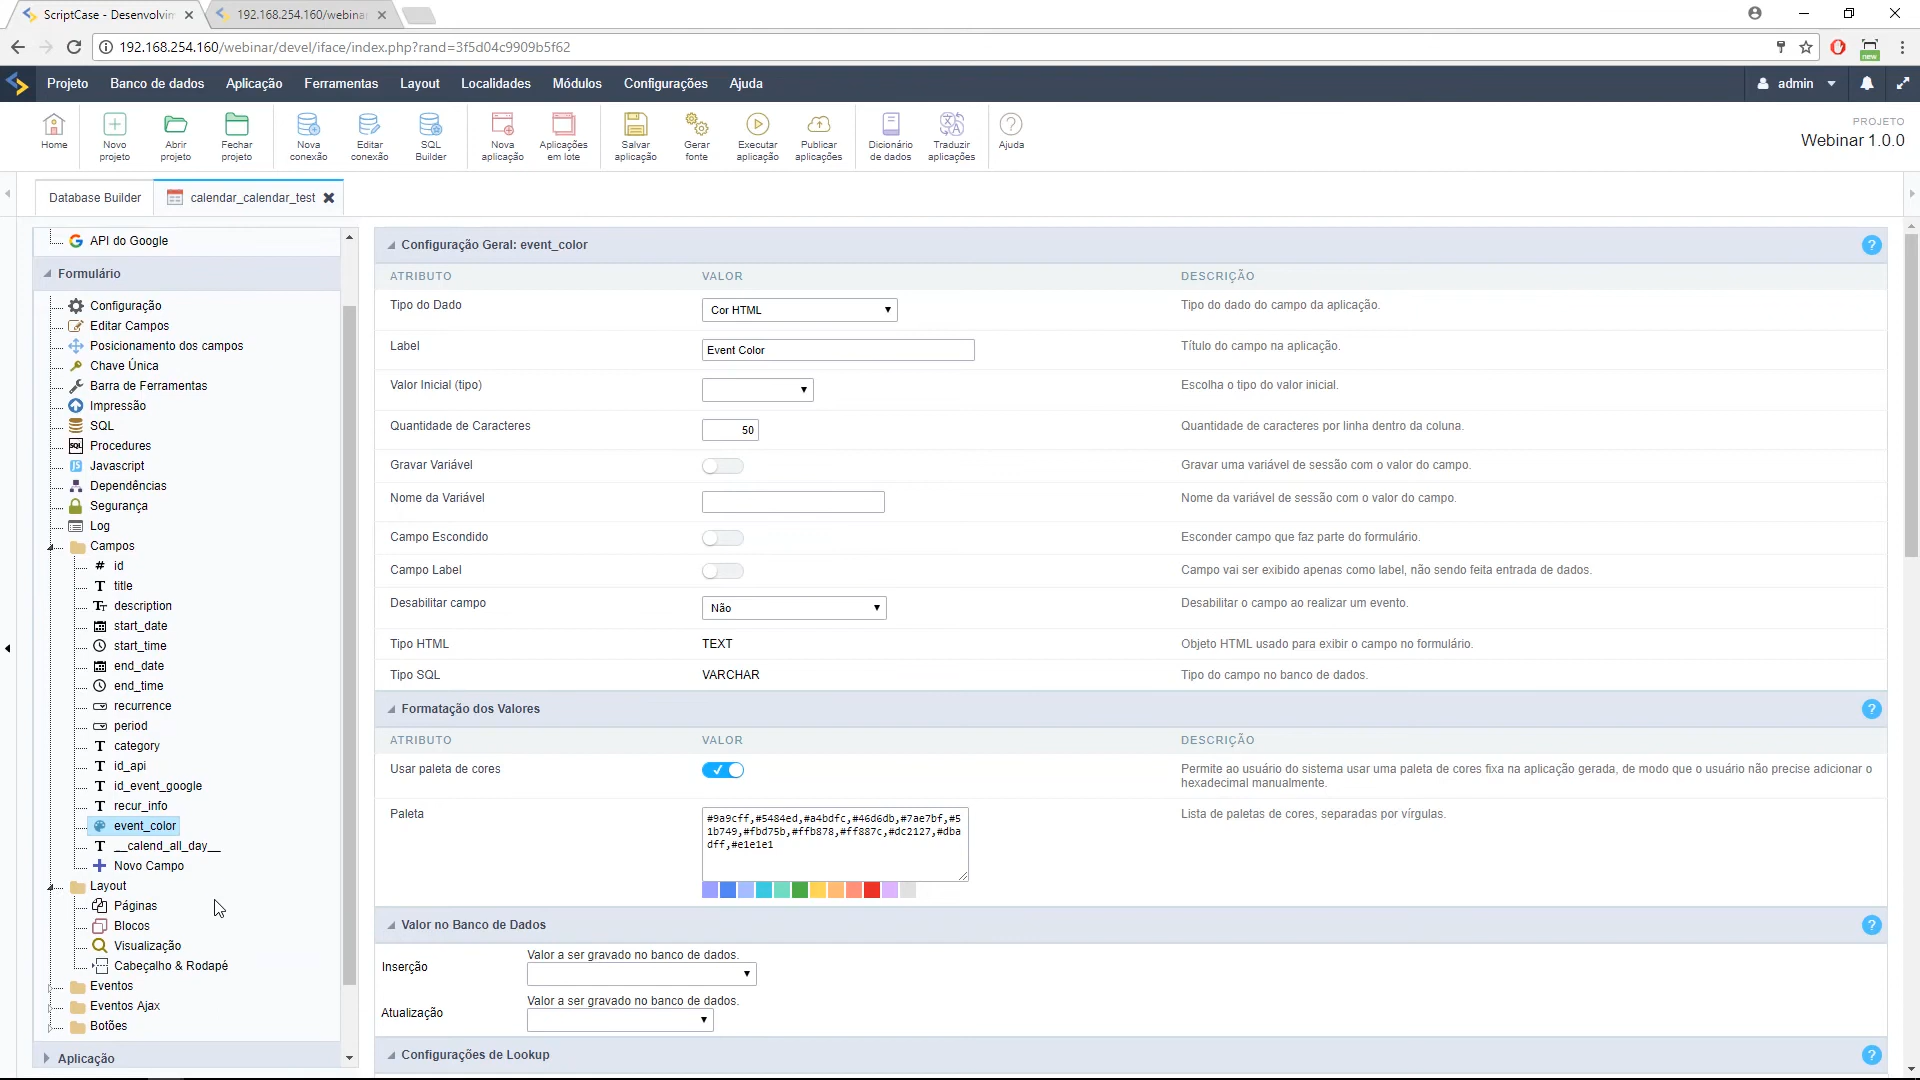 ScriptCase - Desenvolvim
192.168.254.160/webinar
192.168.254.160/webinar/devel/iface/index.php?rand=3f5d04c9909b5f62
new
Projeto
Banco de dados
Aplicação
Ferramentas
Layout
Localidades
Módulos
Configurações
Ajuda
admin
Home
Novo projeto
Abrir projeto
Fechar projeto
Nova conexão
Editar conexão
SQL Builder
Nova aplicação
Aplicações em lote
Salvar aplicação
Gerar fonte
Executar aplicação
Publicar aplicações
Dicionário de dados
Traduzir aplicações
Ajuda
PROJETO
Webinar 1.0.0
Database Builder
calendar_calendar_test
API do Google
Formulário
Configuração
Editar Campos
Posicionamento dos campos
Chave Única
Barra de Ferramentas
Impressão
SQL
Procedures
Javascript
Dependências
Segurança
Log
Campos
id
title
description
start_date
start_time
end_date
end_time
recurrence
period
category
id_api
id_event_google
recur_info
event_color
__calend_all_day__
Novo Campo
Layout
Páginas
Blocos
Visualização
Cabeçalho & Rodapé
Eventos
Eventos Ajax
Botões
Aplicação
Configuração Geral: event_color
ATRIBUTO VALOR DESCRIÇÃO
Tipo do Dado Cor HTML Tipo do dado do campo da aplicação.
Label Event Color Título do campo na aplicação.
Valor Inicial (tipo) Escolha o tipo do valor inicial.
Quantidade de Caracteres 50 Quantidade de caracteres por linha dentro da coluna.
Gravar Variável Gravar uma variável de sessão com o valor do campo.
Nome da Variável Nome da variável de sessão com o valor do campo.
Campo Escondido Esconder campo que faz parte do formulário.
Campo Label Campo vai ser exibido apenas como label, não sendo feita entrada de dados.
Desabilitar campo Não Desabilitar o campo ao realizar um evento.
Tipo HTML TEXT Objeto HTML usado para exibir o campo no formulário.
Tipo SQL VARCHAR Tipo do campo no banco de dados.
Formatação dos Valores
ATRIBUTO VALOR DESCRIÇÃO
Usar paleta de cores Permite ao usuário do sistema usar uma paleta de cores fixa na aplicação gerada, de modo que o usuário não precise adicionar o
hexadecimal manualmente.
Paleta Lista de paletas de cores, separadas por vírgulas.
#9a9cff,#5484ed,#a4bdfc,#46d6db,#7ae7bf,#5
1b749,#fbd75b,#ffb878,#ff887c,#dc2127,#dba
dff,#e1e1e1
Valor no Banco de Dados
Valor a ser gravado no banco de dados.
Inserção
Valor a ser gravado no banco de dados.
Atualização
Configurações de Lookup